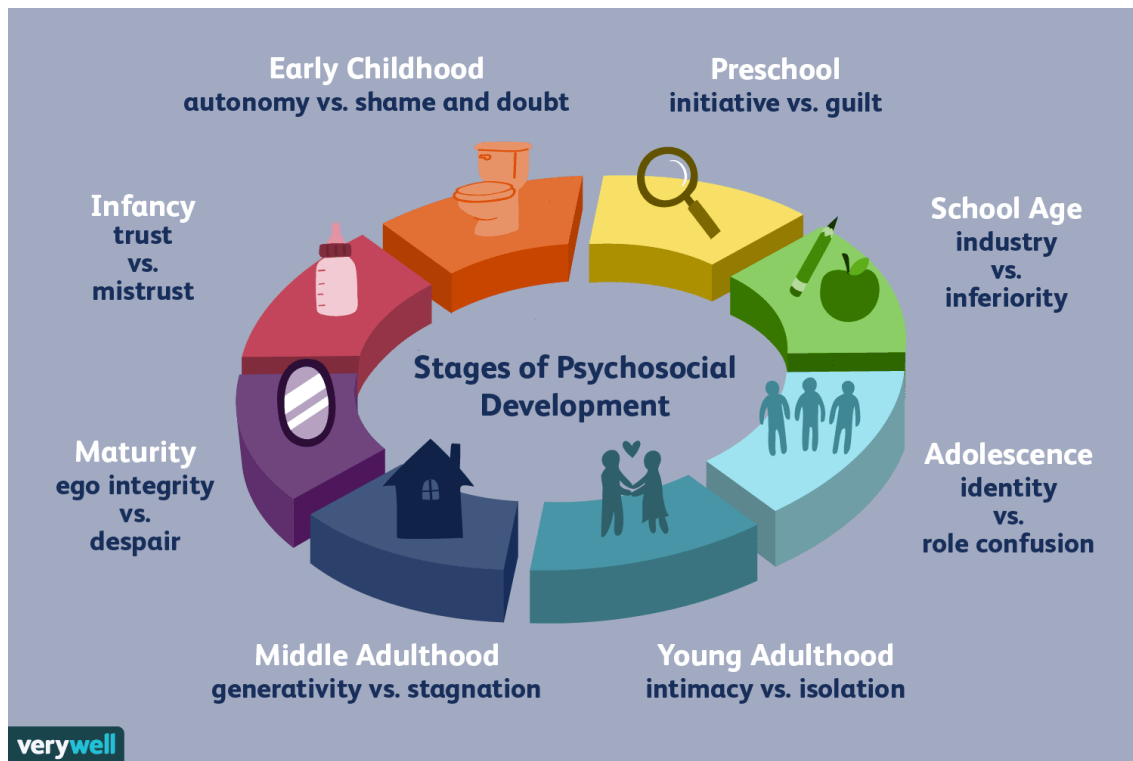 Early Childhood
autonomy vs. shame and doubt
Preschool
initiative vs. guilt
Infancy
trust
vs.
mistrust
School Age
industry
vs.
inferiority
Stages of Psychosocial
Development
Maturity
ego integrity
vs.
despair
Adolescence
identity
vs.
role confusion
Middle Adulthood
generativity vs. stagnation
Young Adulthood
intimacy vs. isolation
verywell